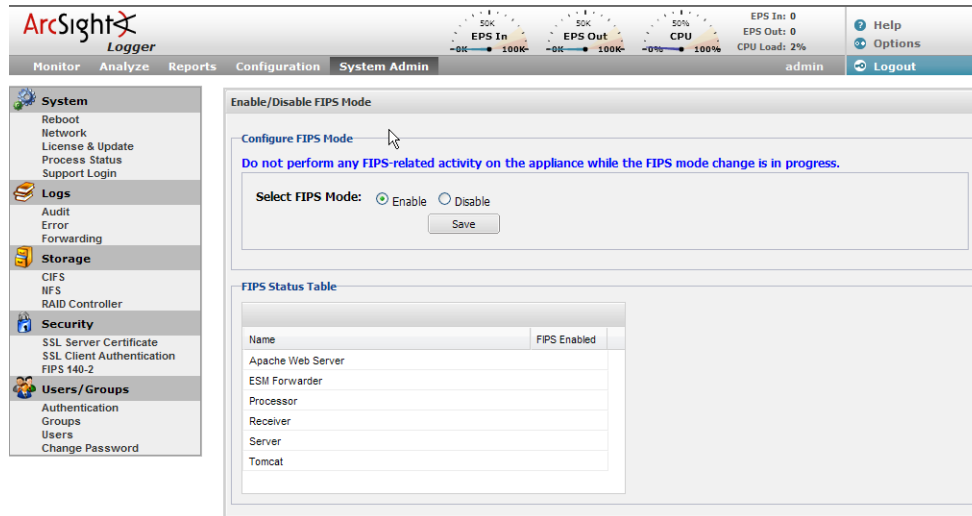 ArcSight
Logger
50K
EPS In
0K 100K
50K
EPS Out
0K 100K
50%
CPU
0% 100%
EPS In: 0
EPS Out: 0
CPU Load: 2%
Help
Options
Monitor Analyze Reports Configuration System Admin admin Logout
System
Reboot
Network
License & Update
Process Status
Support Login
Logs
Audit
Error
Forwarding
Storage
CIFS
NFS
RAID Controller
Security
SSL Server Certificate
SSL Client Authentication
FIPS 140-2
Users/Groups
Authentication
Groups
Users
Change Password
Enable/Disable FIPS Mode
Configure FIPS Mode
Do not perform any FIPS-related activity on the appliance while the FIPS mode change is in progress.
Select FIPS Mode: Enable Disable
Save
FIPS Status Table
Name FIPS Enabled
Apache Web Server
ESM Forwarder
Processor
Receiver
Server
Tomcat